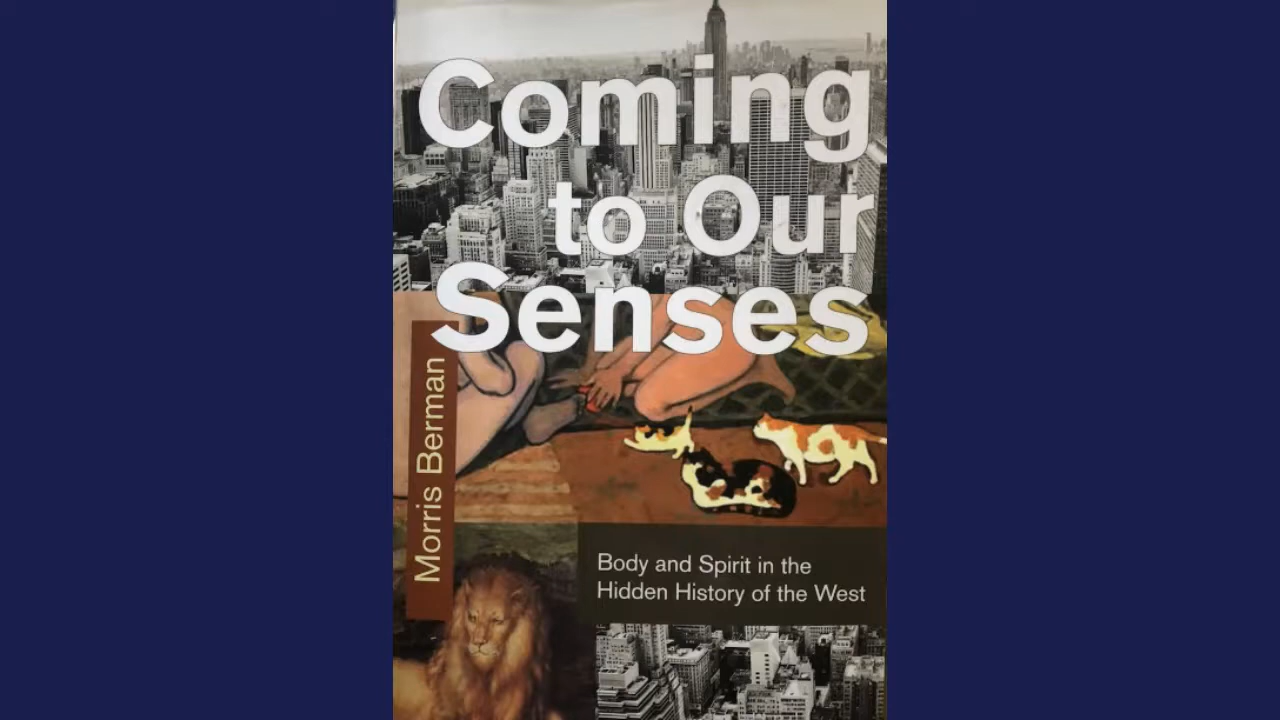 Coming
to Our
Senses
Morris Berman
Body and Spirit in the
Hidden History of the West